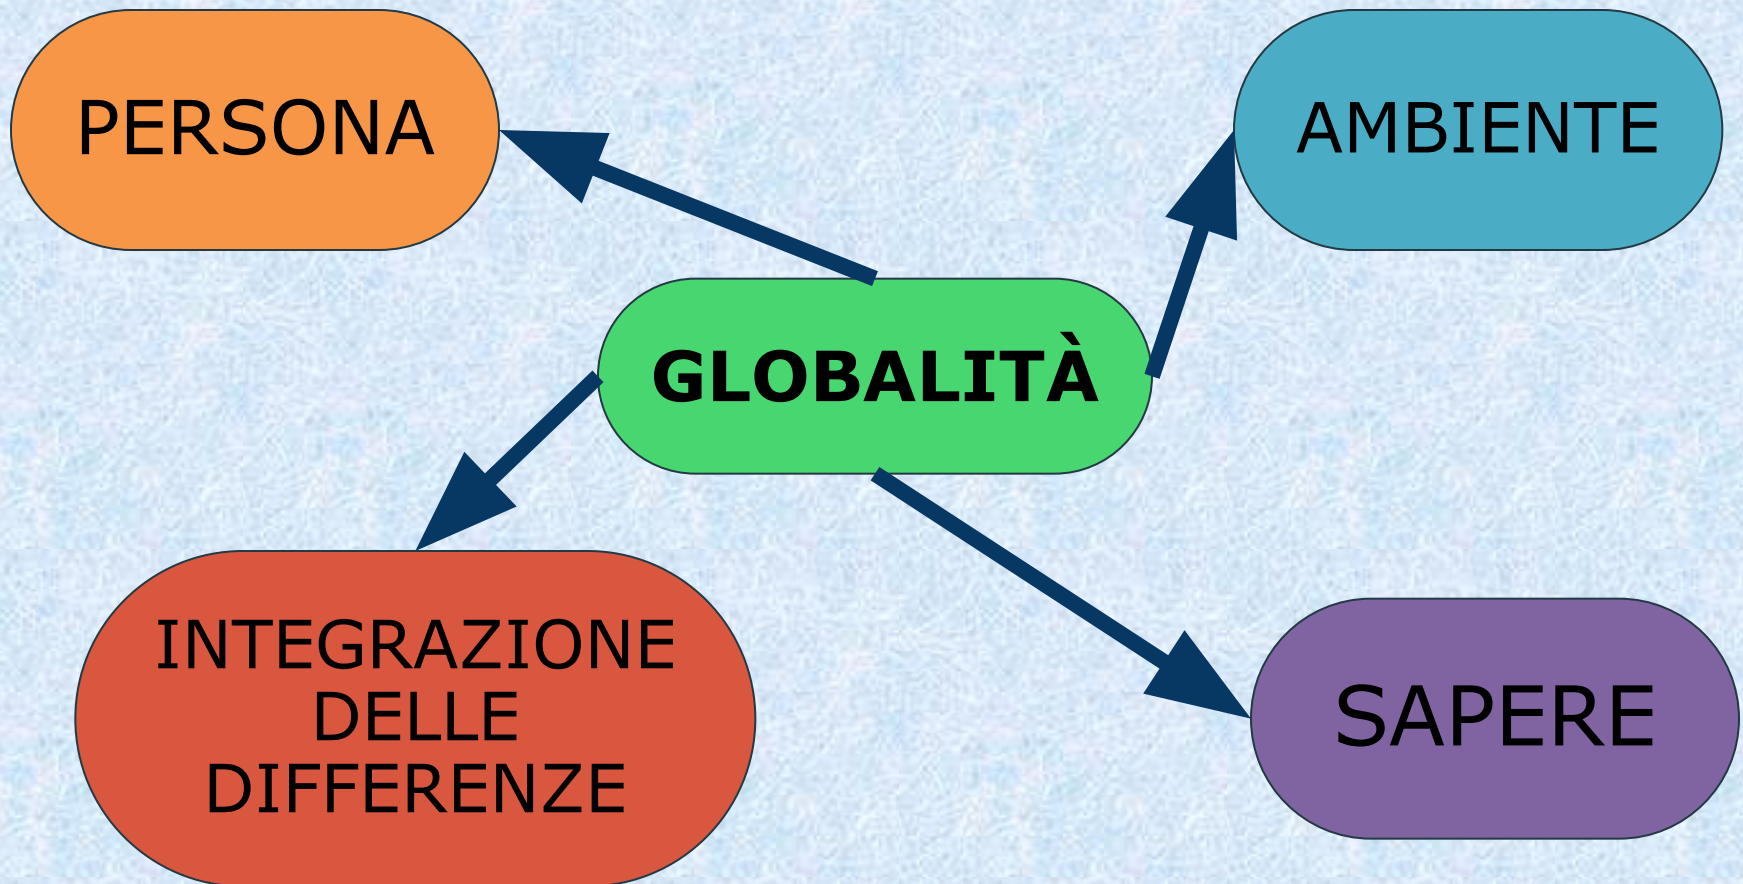 PERSONA
AMBIENTE
GLOBALITÀ
INTEGRAZIONE
DELLE
DIFFERENZE
SAPERE